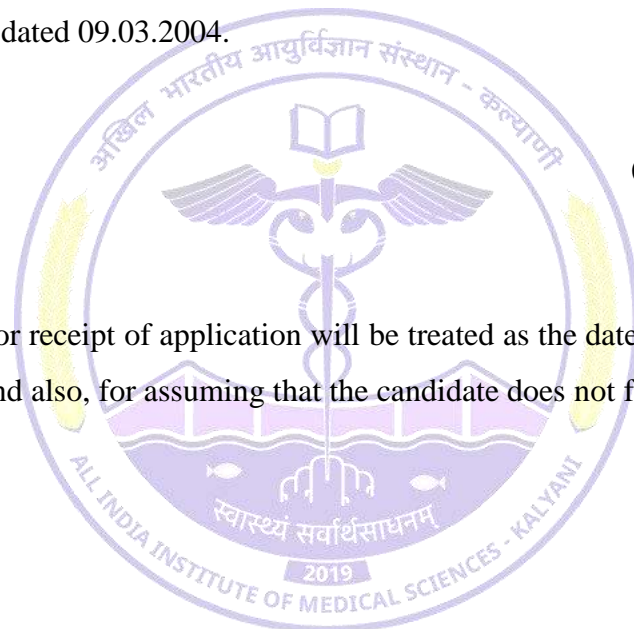 dated 09.03.2004.
अखिल भारतीय आयुर्विज्ञान संस्थान - कल्याणी
or receipt of application will be treated as the date
nd also, for assuming that the candidate does not f
स्वास्थ्यं सर्वार्थसाधनम्
2019
ALL INDIA INSTITUTE OF MEDICAL SCIENCES - KALYANI